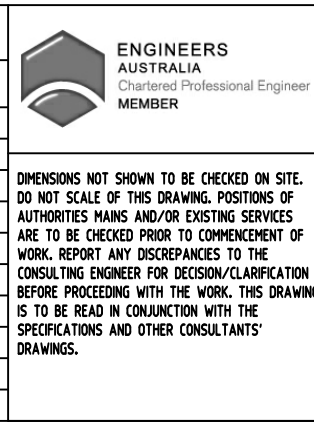 ENGINEERS
AUSTRALIA
Chartered Professional Engineer
MEMBER
DIMENSIONS NOT SHOWN TO BE CHECKED ON SITE.
DO NOT SCALE OF THIS DRAWING. POSITIONS OF
AUTHORITIES MAINS AND/OR EXISTING SERVICES
ARE TO BE CHECKED PRIOR TO COMMENCEMENT OF
WORK. REPORT ANY DISCREPANCIES TO THE
CONSULTING ENGINEER FOR DECISION/CLARIFICATION
BEFORE PROCEEDING WITH THE WORK. THIS DRAWING
IS TO BE READ IN CONJUNCTION WITH THE
SPECIFICATIONS AND OTHER CONSULTANTS'
DRAWINGS.